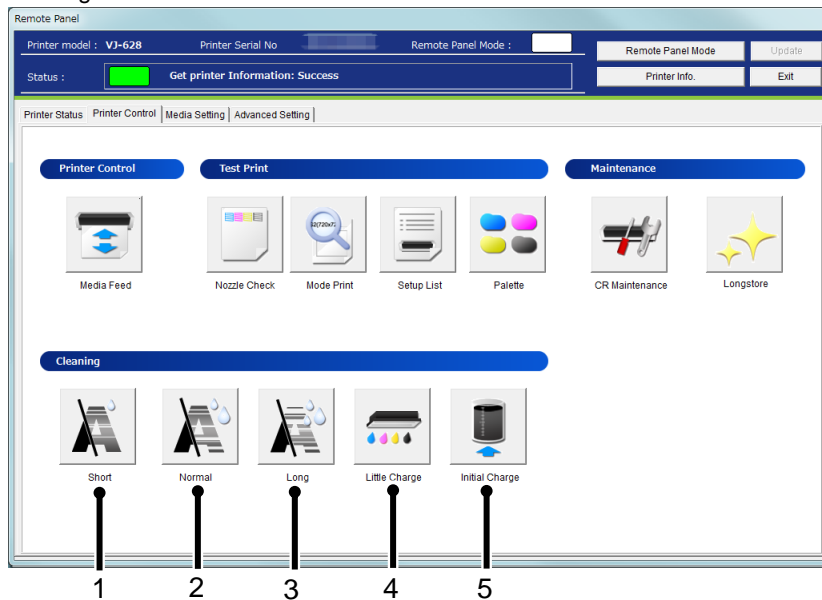 Remote Panel
Printer model : VJ-628 Printer Serial No Remote Panel Mode :
Remote Panel Mode Update
Status : Get printer Information: Success
Printer Info. Exit
Printer Status Printer Control Media Setting Advanced Setting
Printer Control Test Print Maintenance
Media Feed Nozzle Check Mode Print Setup List Palette CR Maintenance Longstore
Cleaning
Short Normal Long Little Charge Initial Charge
1 2 3 4 5